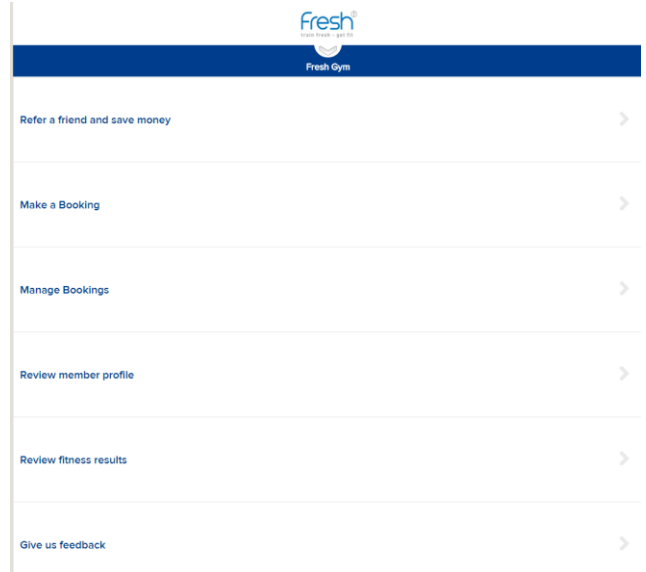 Fresh®
train fresh - get fit
Fresh Gym
Refer a friend and save money
Make a Booking
Manage Bookings
Review member profile
Review fitness results
Give us feedback